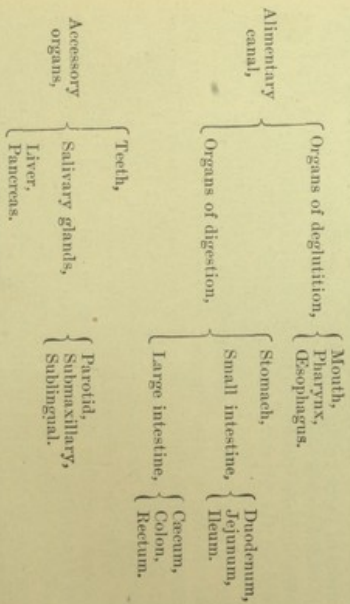 Alimentary
canal,
Organs of deglutition,
Mouth,
Pharynx,
Œsophagus.
Organs of digestion,
Stomach,
Small intestine,
Duodenum,
Jejunum,
Ileum.
Large intestine,
Cæcum,
Colon,
Rectum.
Accessory
organs,
Teeth,
Salivary glands,
Parotid,
Submaxillary,
Sublingual.
Liver,
Pancreas.